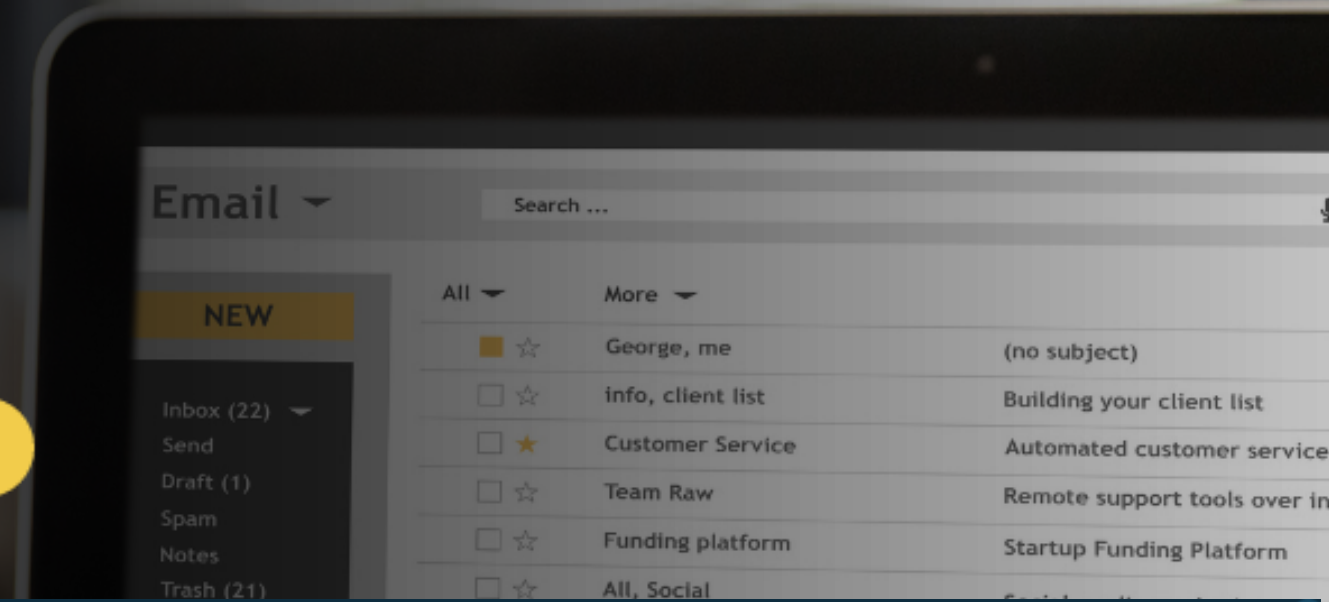 Email
Search ...
NEW
Inbox (22)
Send
Draft (1)
Spam
Notes
Trash (21)
All More
George, me (no subject)
info, client list Building your client list
Customer Service Automated customer service
Team Raw Remote support tools over
Funding platform Startup Funding Platform
All, Social